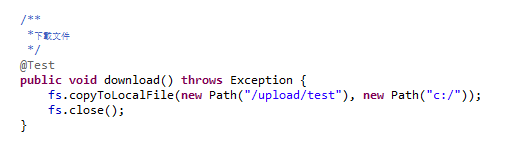 /**
 *下載文件
 */
@Test
public void download() throws Exception {
    fs.copyToLocalFile(new Path("/upload/test"), new Path("c:/"));
    fs.close();
}